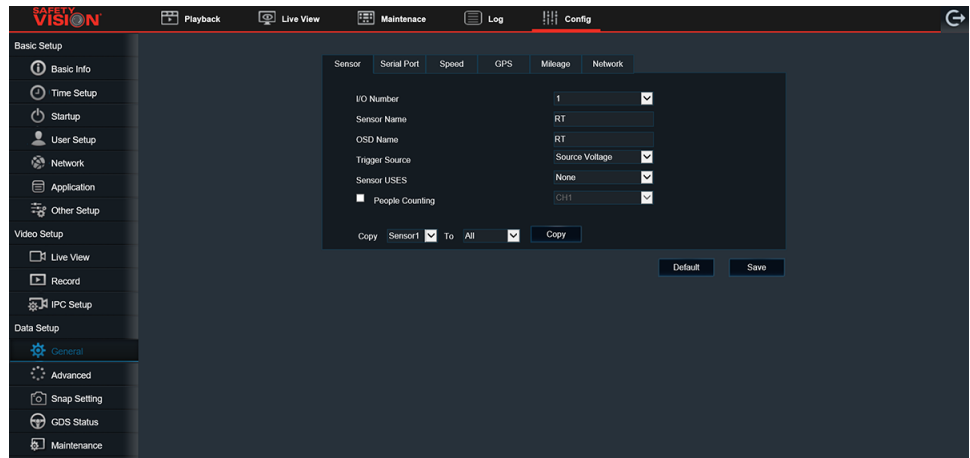 SAFETY
VISION
Playback
Live View
Maintenace
Log
Config
Basic Setup
Basic Info
Time Setup
Startup
User Setup
Network
Application
Other Setup
Video Setup
Live View
Record
IPC Setup
Data Setup
General
Advanced
Snap Setting
GDS Status
Maintenance
Sensor Serial Port Speed GPS Mileage Network
I/O Number 1
Sensor Name RT
OSD Name RT
Trigger Source Source Voltage
Sensor USES None
People Counting CH1
Copy Sensor1 To All Copy
Default Save